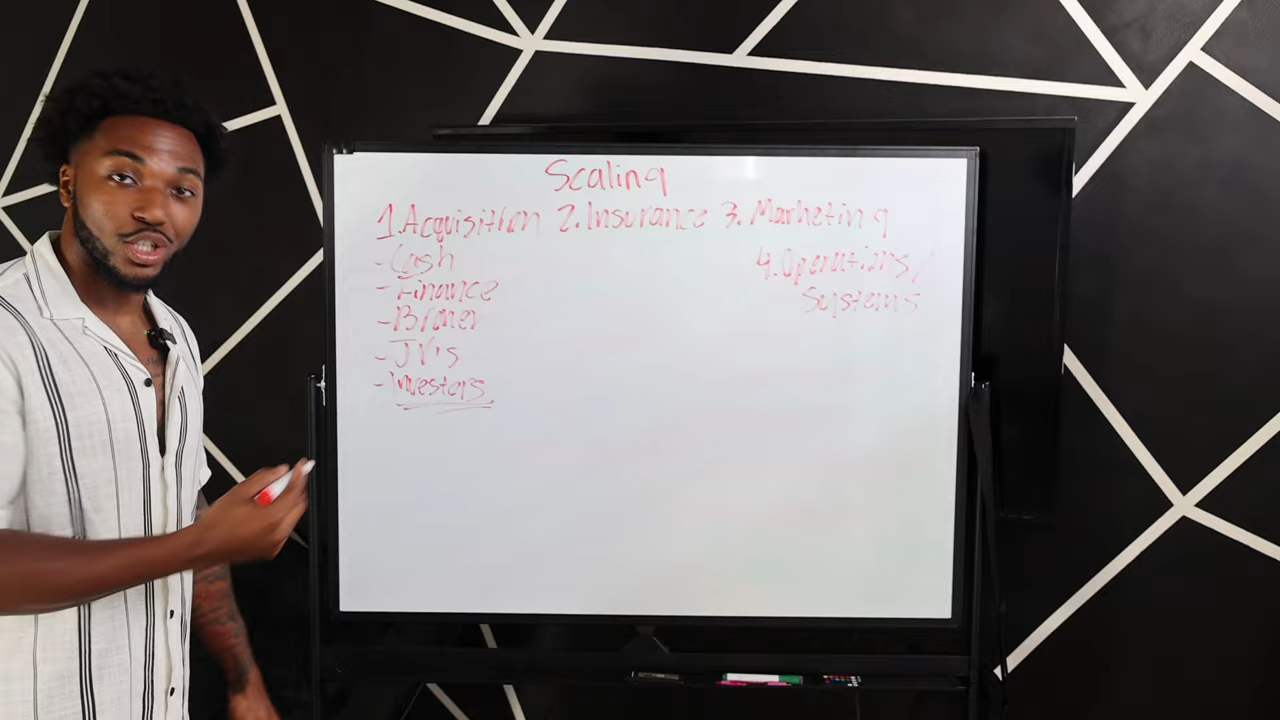 Scaling
1. Acquisition 2. Insurance 3. Marketing
- Cash
- Finance
- Broker
- JV's
- Investors
4. Operations/
Systems